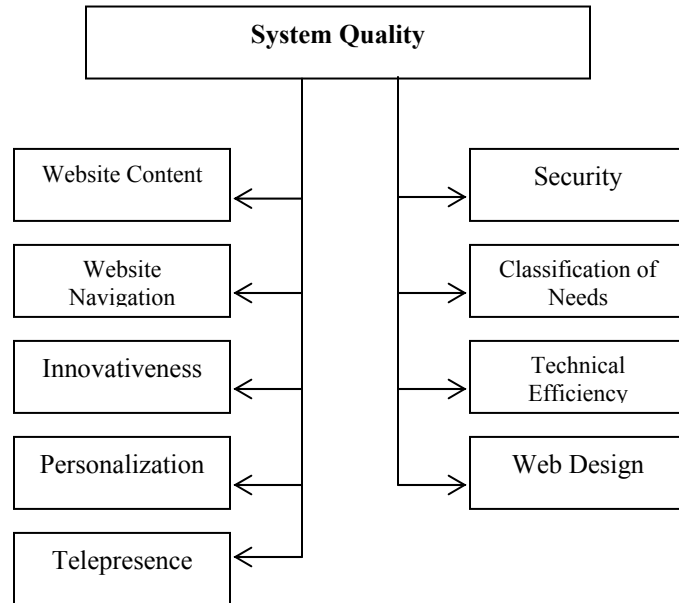 System Quality
Website Content
Website
Navigation
Innovativeness
Personalization
Telepresence
Security
Classification of
Needs
Technical
Efficiency
Web Design